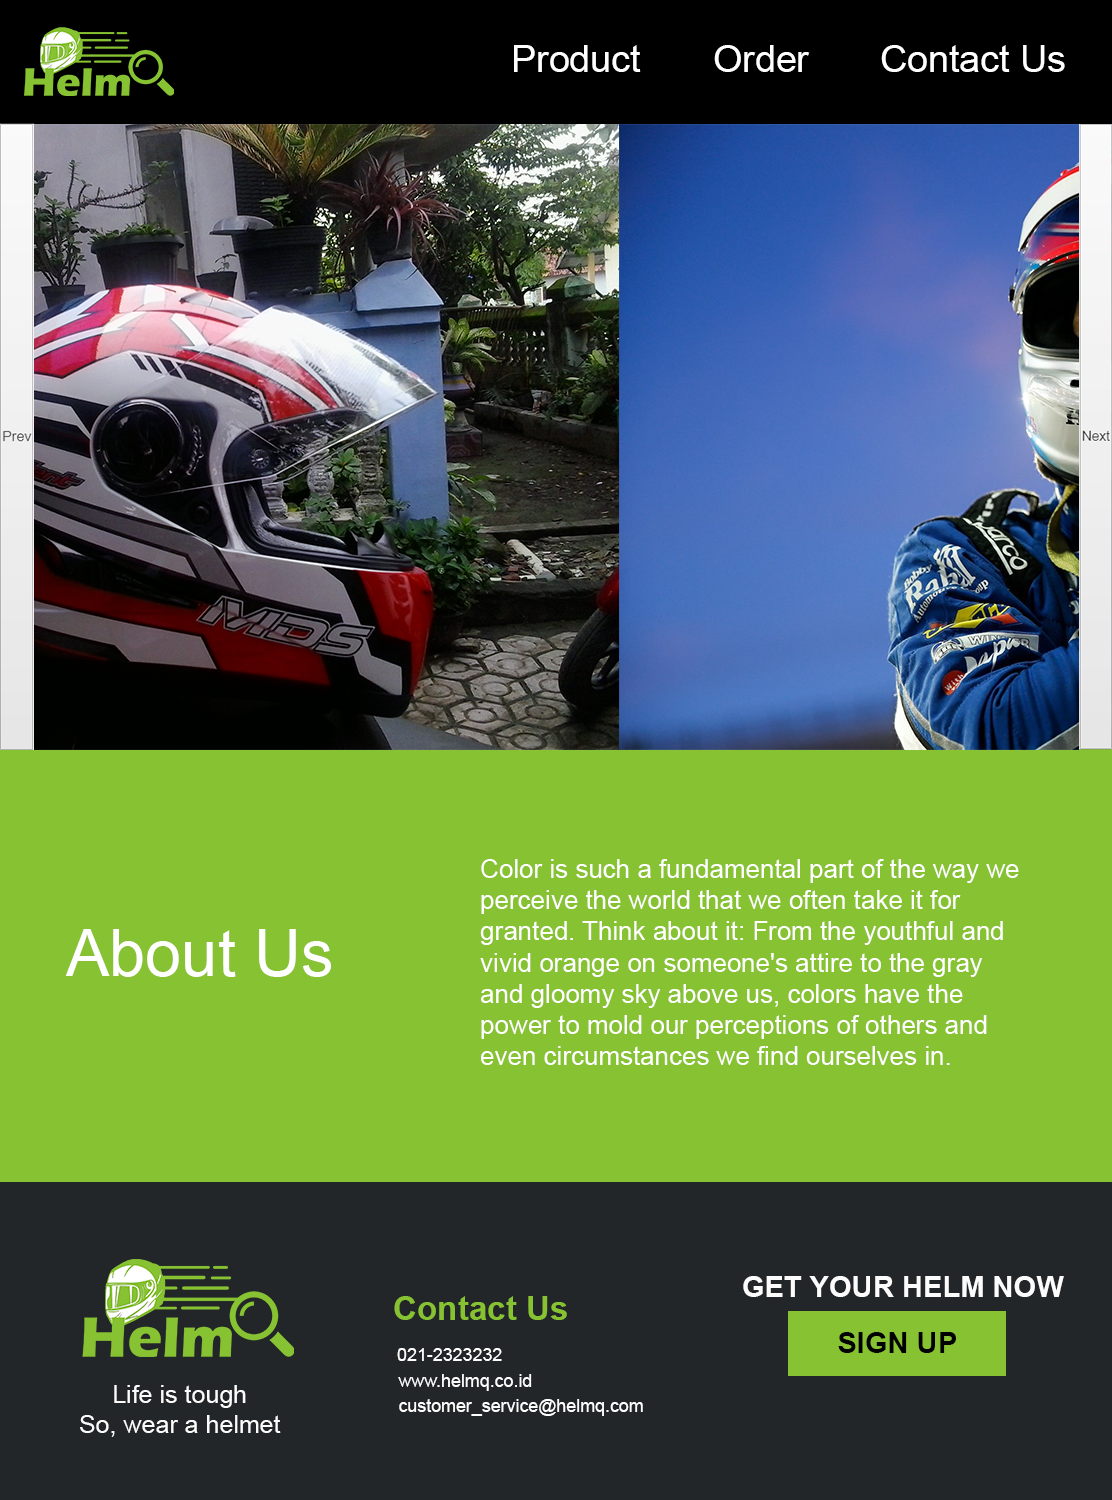 Helm
Product
Order
Contact Us
Prev
Next
MDS
Bobby
Rahal
WINNER
About Us
Color is such a fundamental part of the way we
perceive the world that we often take it for
granted. Think about it: From the youthful and
vivid orange on someone's attire to the gray
and gloomy sky above us, colors have the
power to mold our perceptions of others and
even circumstances we find ourselves in.
Helm
Life is tough
So, wear a helmet
Contact Us
021-2323232
www.helmq.co.id
customer_service@helmq.com
GET YOUR HELM NOW
SIGN UP